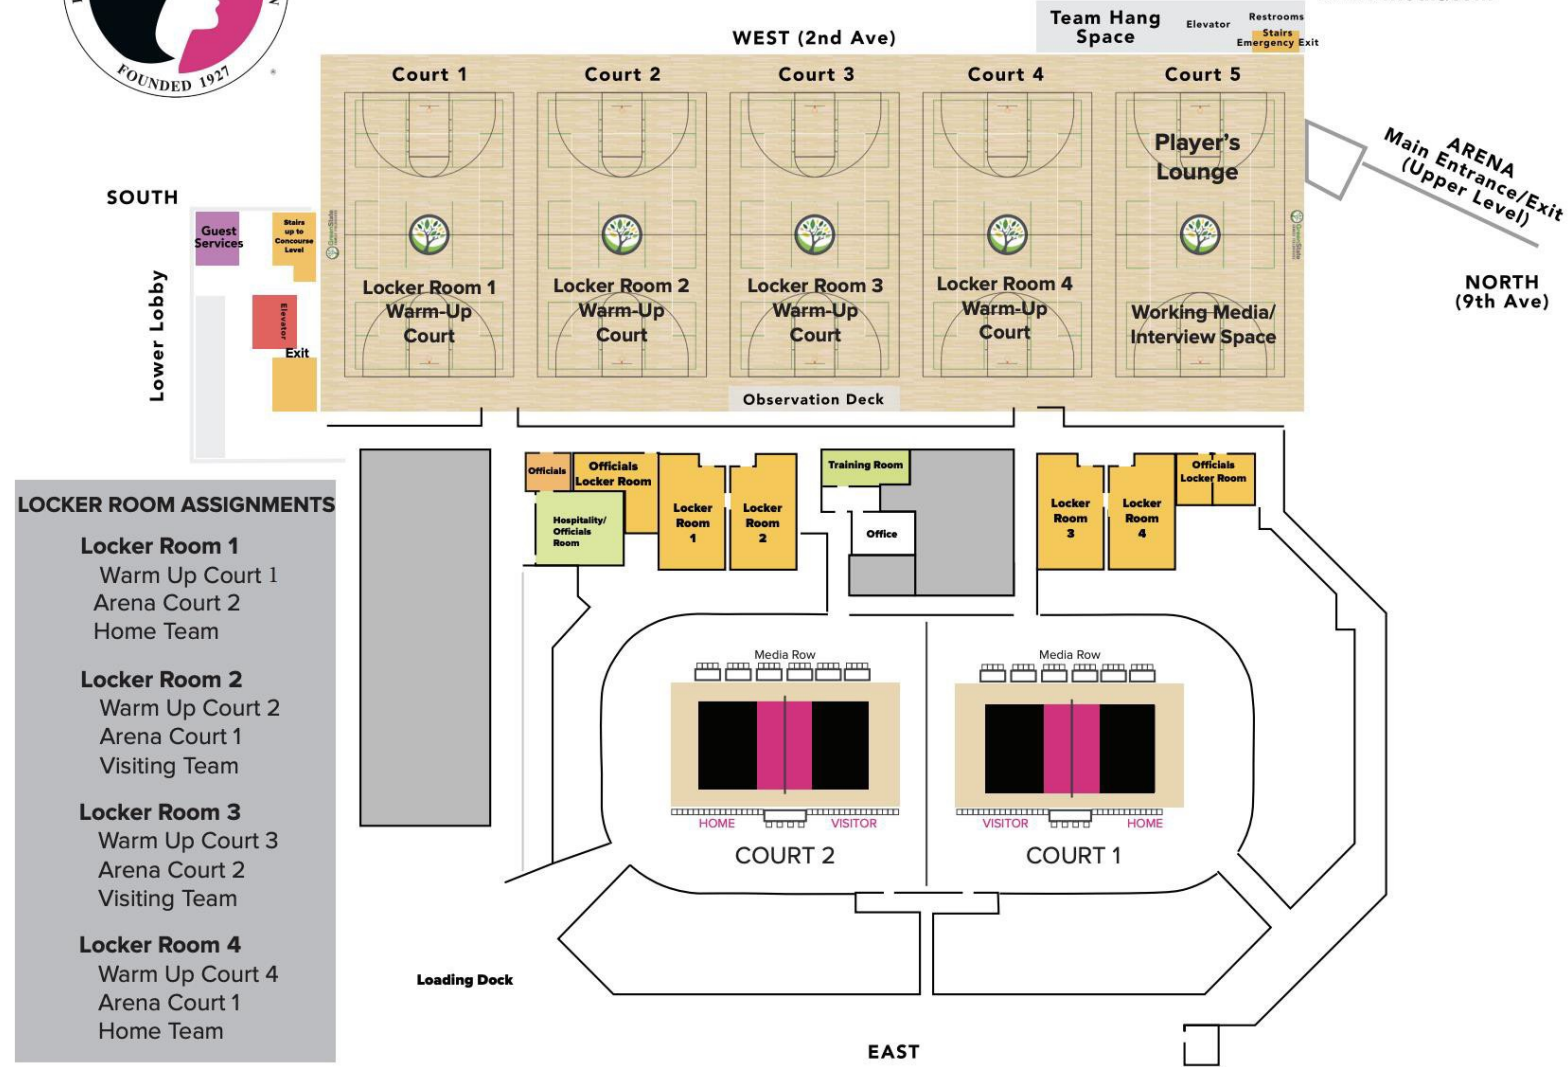 FOUNDED 1927
WEST (2nd Ave)
Team Hang
Space
Elevator
Restrooms
Stairs
Emergency Exit
Court 1
Court 2
Court 3
Court 4
Court 5
Player's
Lounge
ARENA
Main Entrance/Exit
(Upper Level)
NORTH
(9th Ave)
SOUTH
Guest
Services
Stairs
up to
Concourse
Level
Elevator
Exit
Lower Lobby
GreenState
GreenState
Locker Room 1
Warm-Up
Court
Locker Room 2
Warm-Up
Court
Locker Room 3
Warm-Up
Court
Locker Room 4
Warm-Up
Court
Working Media/
Interview Space
Observation Deck
Officials
Officials
Locker Room
Hospitality/
Officials
Room
Locker
Room
1
Locker
Room
2
Training Room
Office
Locker
Room
3
Locker
Room
4
Officials
Locker Room
LOCKER ROOM ASSIGNMENTS
Locker Room 1
Warm Up Court 1
Arena Court 2
Home Team
Locker Room 2
Warm Up Court 2
Arena Court 1
Visiting Team
Locker Room 3
Warm Up Court 3
Arena Court 2
Visiting Team
Locker Room 4
Warm Up Court 4
Arena Court 1
Home Team
Media Row
HOME
VISITOR
COURT 2
Media Row
VISITOR
HOME
COURT 1
Loading Dock
EAST